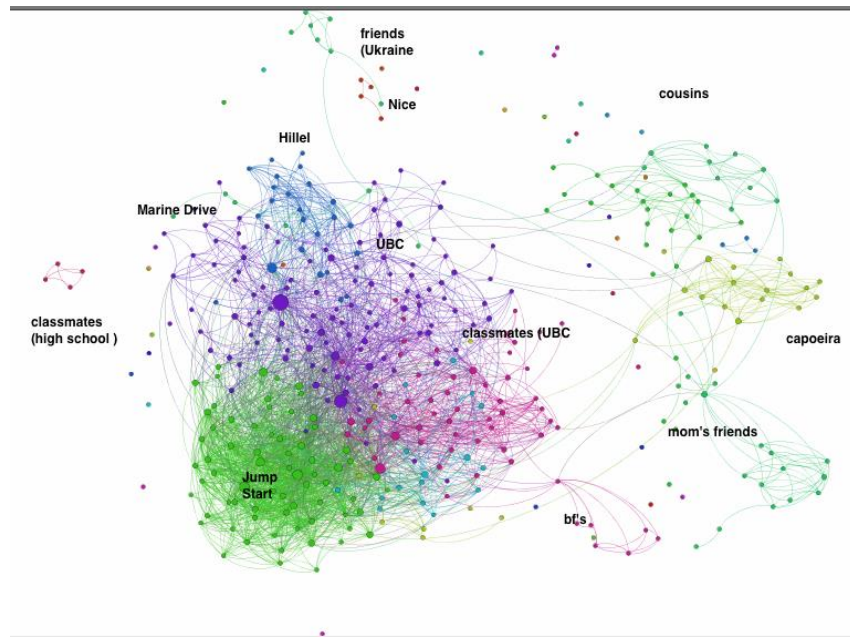 friends
(Ukraine
Nice
cousins
Hillel
Marine Drive
UBC
classmates
(high school )
classmates (UBC
capoeira
mom's friends
Jump
Start
bf's